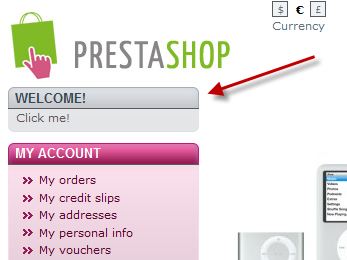 $ € £
Currency
PRESTASHOP
WELCOME!
Click me!
MY ACCOUNT
My orders
My credit slips
My addresses
My personal info
My vouchers